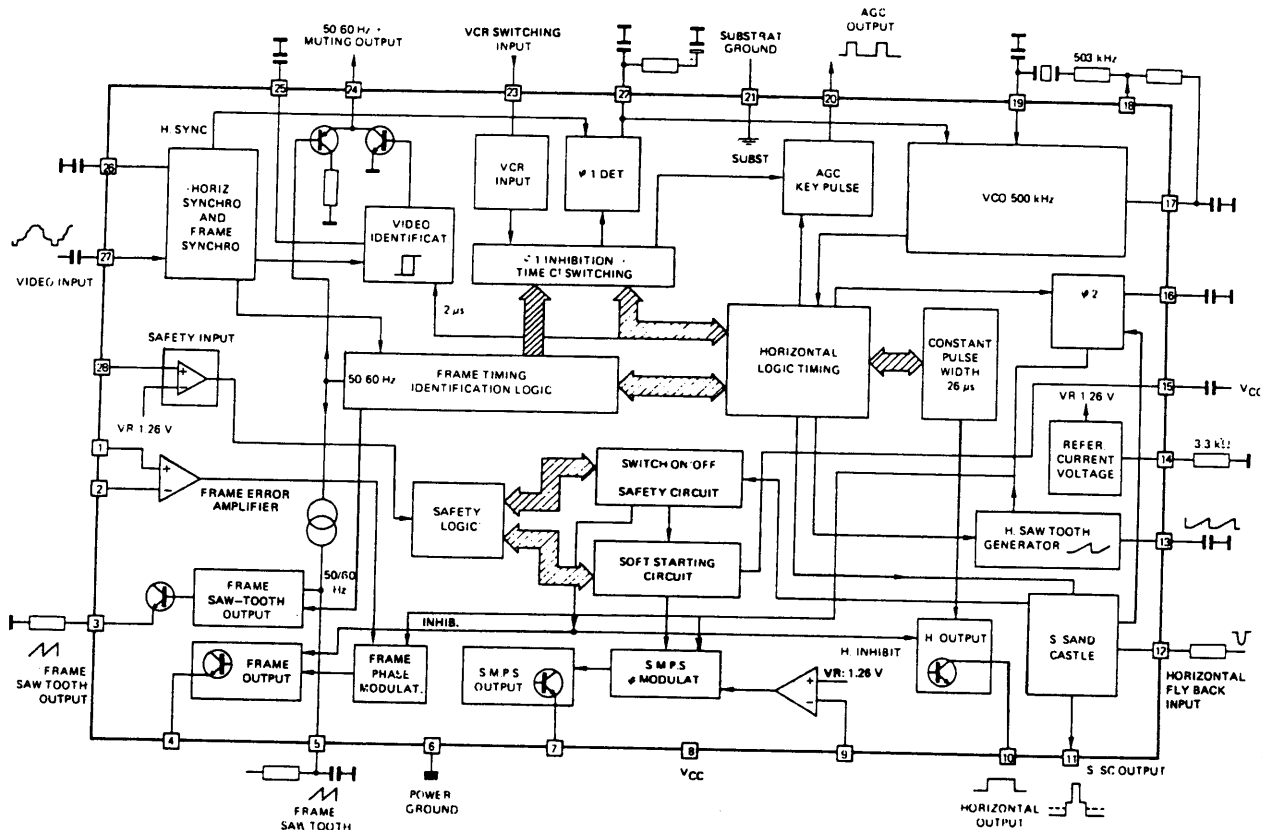 AGC
OUTPUT
50 60 Hz +
MUTING OUTPUT
VCR SWITCHING
INPUT
SUBSTRAT
GROUND
503 kHz
25
24
23
22
21
20
19
18
H. SYNC
SUBST
26
HORIZ
SYNCHRO
AND
FRAME
SYNCHRO
VCR
INPUT
φ 1 DET
AGC
KEY PULSE
VCO 500 kHz
17
27
VIDEO INPUT
VIDEO
IDENTIFICAT
φ 1 INHIBITION +
TIME CT SWITCHING
φ 2
16
2 µs
SAFETY INPUT
28
+
−
VR 1.26 V
50 60 Hz
FRAME TIMING
IDENTIFICATION LOGIC
HORIZONTAL
LOGIC TIMING
CONSTANT
PULSE
WIDTH
26 µs
15
VCC
VR 1.26 V
1
2
+
−
FRAME ERROR
AMPLIFIER
SWITCH ON/OFF
SAFETY CIRCUIT
REFER
CURRENT
VOLTAGE
14
3.3 kΩ
SAFETY
LOGIC
H. SAW TOOTH
GENERATOR
13
SOFT STARTING
CIRCUIT
50/60
Hz
FRAME
SAW-TOOTH
OUTPUT
3
FRAME
SAW TOOTH
OUTPUT
INHIB.
H. INHIBIT
H OUTPUT
S SAND
CASTLE
12
HORIZONTAL
FLY BACK
INPUT
FRAME
OUTPUT
FRAME
PHASE
MODULAT.
S.M.P.S
OUTPUT
S.M.P.S
φ MODULAT
VR: 1.26 V
+
−
4
5
6
7
8
9
10
11
VCC
S SC OUTPUT
FRAME
SAW TOOTH
POWER
GROUND
HORIZONTAL
OUTPUT